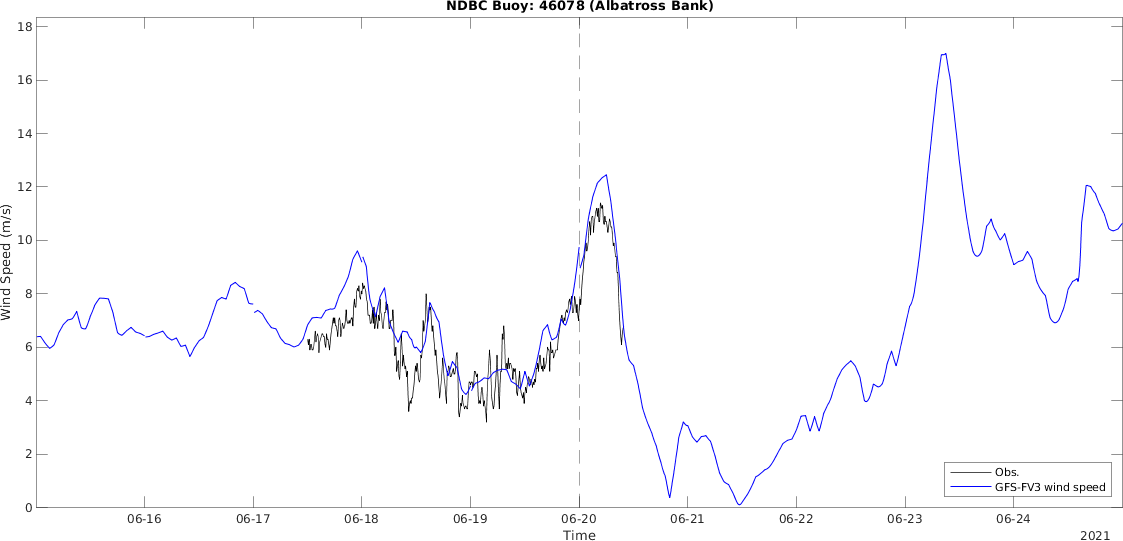 NDBC Buoy: 46078 (Albatross Bank)
18
16
14
12
10
8
6
4
2
0
Wind Speed (m/s)
Obs.
GFS-FV3 wind speed
06-16 06-17 06-18 06-19 06-20 06-21 06-22 06-23 06-24
Time
2021